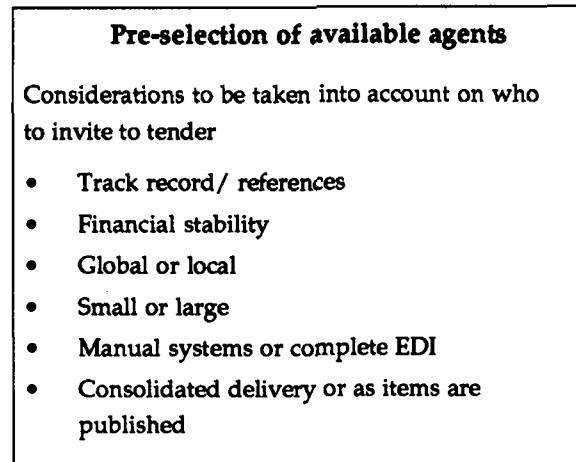 Pre-selection of available agents
Considerations to be taken into account on who
to invite to tender
• Track record/ references
• Financial stability
• Global or local
• Small or large
• Manual systems or complete EDI
• Consolidated delivery or as items are
published